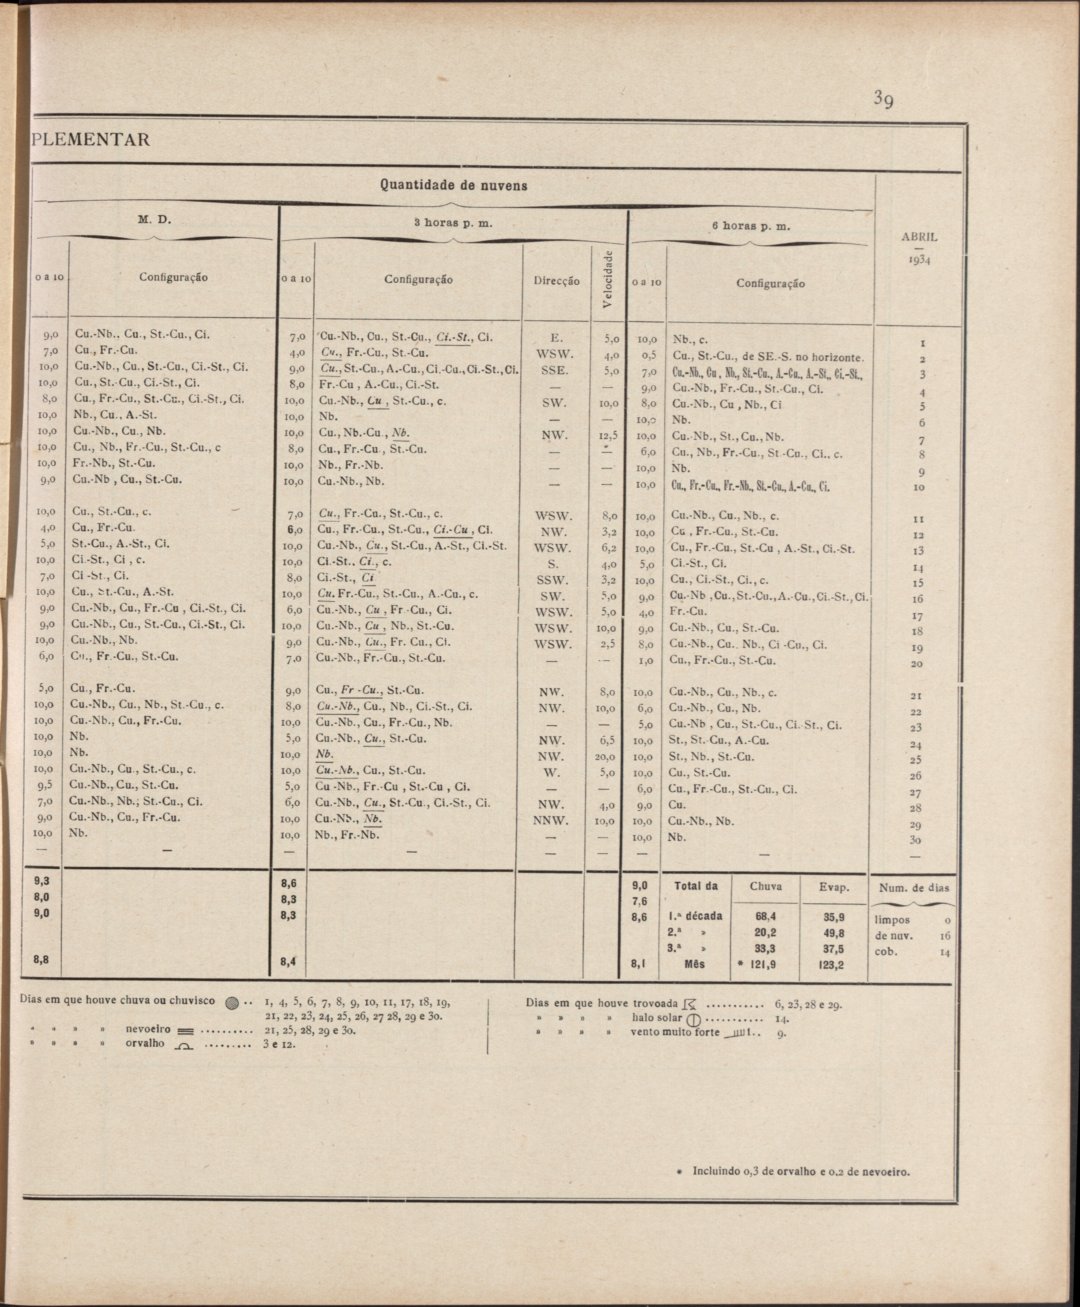 39
PLEMENTAR
Quantidade de nuvens
M. D. 3 horas p. m. 6 horas p. m. ABRIL — 1934
0 a 10 Configuração 0 a 10 Configuração Direcção Velocidade 0 a 10 Configuração
9,0 Cu.-Nb., Cu., St.-Cu., Ci. 7,0 Cu.-Nb., Cu., St.-Cu., Ci.-St., Ci. E. 5,0 10,0 Nb., c. 1
7,0 Cu., Fr.-Cu. 4,0 Cu., Fr.-Cu., St.-Cu. WSW. 4,0 0,5 Cu., St.-Cu., de SE.-S. no horizonte. 2
10,0 Cu.-Nb., Cu., St.-Cu., Ci.-St., Ci. 9,0 Cu., St.-Cu., A.-Cu., Ci.-Cu., Ci.-St., Ci. SSE. 5,0 7,0 Cu.-Nb., Cu , Nb., St.-Cu., A.-Cu., A.-St., Ci.-St., 3
10,0 Cu., St.-Cu., Ci.-St., Ci. 8,0 Fr.-Cu , A.-Cu., Ci.-St. — — 9,0 Cu.-Nb., Fr.-Cu., St.-Cu., Ci. 4
8,0 Cu., Fr.-Cu., St.-Cu., Ci.-St., Ci. 10,0 Cu.-Nb., Cu , St.-Cu., c. SW. 10,0 8,0 Cu.-Nb., Cu , Nb., Ci 5
10,0 Nb., Cu., A.-St. 10,0 Nb. — — 10,0 Nb. 6
10,0 Cu.-Nb., Cu., Nb. 10,0 Cu., Nb.-Cu., Nb. NW. 12,5 10,0 Cu.-Nb., St., Cu., Nb. 7
10,0 Cu., Nb., Fr.-Cu., St.-Cu., c 8,0 Cu., Fr.-Cu , St.-Cu. — — 6,0 Cu., Nb., Fr.-Cu., St.-Cu., Ci., c. 8
10,0 Fr.-Nb., St.-Cu. 10,0 Nb., Fr.-Nb. — — 10,0 Nb. 9
9,0 Cu.-Nb , Cu., St.-Cu. 10,0 Cu.-Nb., Nb. — — 10,0 Cu., Fr.-Cu., Fr.-Nb., St.-Cu., A.-Cu., Ci. 10
10,0 Cu., St.-Cu., c. 7,0 Cu., Fr.-Cu., St.-Cu., c. WSW. 8,0 10,0 Cu.-Nb., Cu., Nb., c. 11
4,0 Cu., Fr.-Cu. 6,0 Cu., Fr.-Cu., St.-Cu., Ci.-Cu , Ci. NW. 3,2 10,0 Cu , Fr.-Cu., St.-Cu. 12
5,0 St.-Cu., A.-St., Ci. 10,0 Cu.-Nb., Cu., St.-Cu., A.-St., Ci.-St. WSW. 6,2 10,0 Cu., Fr.-Cu., St.-Cu , A.-St., Ci.-St. 13
10,0 Ci.-St., Ci , c. 10,0 Ci.-St., Ci., c. S. 4,0 5,0 Ci.-St., Ci. 14
7,0 Ci -St., Ci. 8,0 Ci.-St., Ci SSW. 3,2 10,0 Cu., Ci.-St., Ci., c. 15
10,0 Cu., St.-Cu., A.-St. 10,0 Cu. Fr.-Cu., St.-Cu., A.-Cu., c. SW. 5,0 9,0 Cu.-Nb , Cu., St.-Cu., A.-Cu., Ci.-St., Ci. 16
9,0 Cu.-Nb., Cu., Fr.-Cu , Ci.-St., Ci. 6,0 Cu.-Nb., Cu , Fr -Cu., Ci. WSW. 5,0 4,0 Fr.-Cu. 17
9,0 Cu.-Nb., Cu., St.-Cu., Ci.-St., Ci. 10,0 Cu.-Nb., Cu , Nb., St.-Cu. WSW. 10,0 9,0 Cu.-Nb., Cu., St.-Cu. 18
10,0 Cu.-Nb., Nb. 9,0 Cu.-Nb., Cu., Fr. Cu., Ci. WSW. 2,5 8,0 Cu.-Nb., Cu., Nb., Ci -Cu., Ci. 19
6,0 Cu., Fr.-Cu., St.-Cu. 7,0 Cu.-Nb., Fr.-Cu., St.-Cu. — — 1,0 Cu., Fr.-Cu., St.-Cu. 20
5,0 Cu., Fr.-Cu. 9,0 Cu., Fr -Cu., St.-Cu. NW. 8,0 10,0 Cu.-Nb., Cu., Nb., c. 21
10,0 Cu.-Nb., Cu., Nb., St.-Cu., c. 8,0 Cu.-Nb., Cu., Nb., Ci.-St., Ci. NW. 10,0 6,0 Cu.-Nb., Cu., Nb. 22
10,0 Cu.-Nb., Cu., Fr.-Cu. 10,0 Cu.-Nb., Cu., Fr.-Cu., Nb. — — 5,0 Cu.-Nb , Cu., St.-Cu., Ci. St., Ci. 23
10,0 Nb. 5,0 Cu.-Nb., Cu., St.-Cu. NW. 6,5 10,0 St., St.-Cu., A.-Cu. 24
10,0 Nb. 10,0 Nb. NW. 20,0 10,0 St., Nb., St.-Cu. 25
10,0 Cu.-Nb., Cu., St.-Cu., c. 10,0 Cu.-Nb., Cu., St.-Cu. W. 5,0 10,0 Cu., St.-Cu. 26
9,5 Cu.-Nb., Cu., St.-Cu. 5,0 Cu -Nb., Fr.-Cu , St.-Cu , Ci. — — 6,0 Cu., Fr.-Cu., St.-Cu., Ci. 27
7,0 Cu.-Nb., Nb.; St.-Cu., Ci. 6,0 Cu.-Nb., Cu., St.-Cu., Ci.-St., Ci. NW. 4,0 9,0 Cu. 28
9,0 Cu.-Nb., Cu., Fr.-Cu. 10,0 Cu.-Nb., Nb. NNW. 10,0 10,0 Cu.-Nb., Nb. 29
10,0 Nb. 10,0 Nb., Fr.-Nb. — — 10,0 Nb. 30
— — — — — — — — —
9,3 8,6 9,0 Total da Chuva Evap. Num. de dias
8,0 8,3 7,6
9,0 8,3 8,6 1.ª década 68,4 35,9 limpos 0
2.ª » 20,2 49,8 de nuv. 16
3.ª » 33,3 37,5 cob. 14
8,8 8,4 8,1 Mês * 121,9 123,2
Dias em que houve chuva ou chuvisco .. 1, 4, 5, 6, 7, 8, 9, 10, 11, 17, 18, 19,
21, 22, 23, 24, 25, 26, 27 28, 29 e 30.
» » » » nevoeiro .......... 21, 25, 28, 29 e 30.
» » » » orvalho ......... 3 e 12.
Dias em que houve trovoada ........... 6, 23, 28 e 29.
» » » » halo solar ........... 14.
» » » » vento muito forte .. 9.
* Incluindo 0,3 de orvalho e 0,2 de nevoeiro.